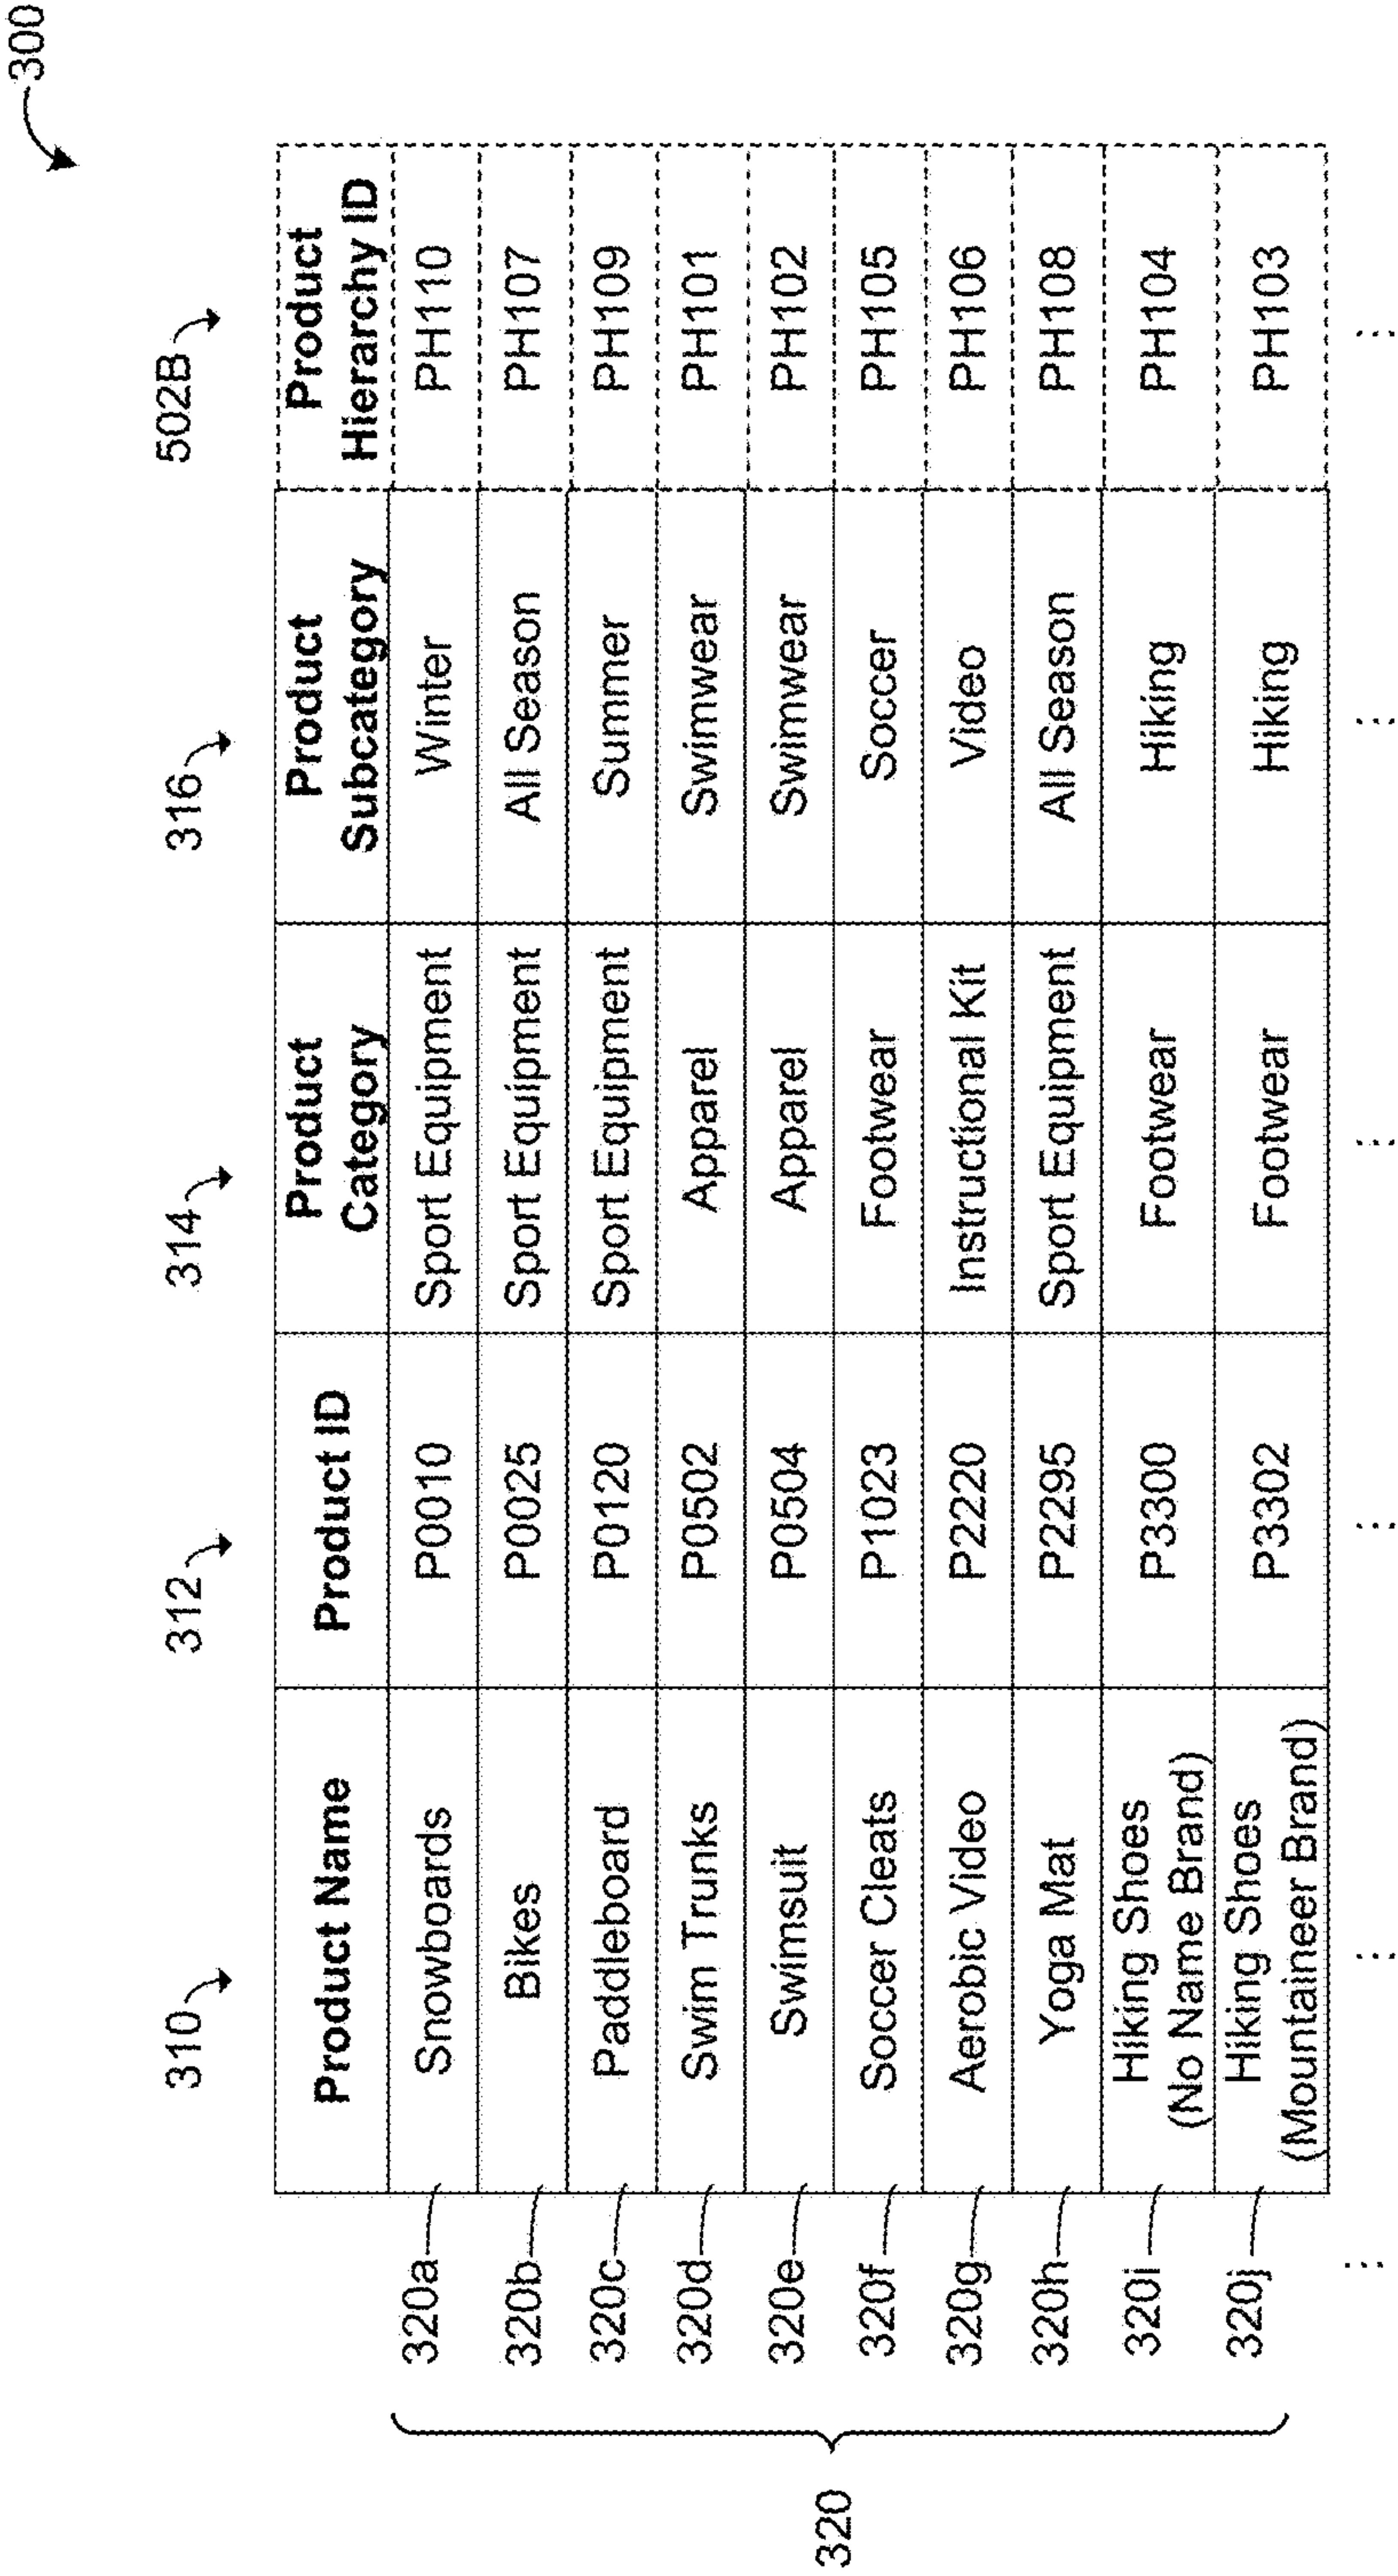 300
310
312
314
316
502B
Product Name
Product ID
Product
Category
Product
Subcategory
Product
Hierarchy ID
320
320a
Snowboards
P0010
Sport Equipment
Winter
PH110
320b
Bikes
P0025
Sport Equipment
All Season
PH107
320c
Paddleboard
P0120
Sport Equipment
Summer
PH109
320d
Swim Trunks
P0502
Apparel
Swimwear
PH101
320e
Swimsuit
P0504
Apparel
Swimwear
PH102
320f
Soccer Cleats
P1023
Footwear
Soccer
PH105
320g
Aerobic Video
P2220
Instructional Kit
Video
PH106
320h
Yoga Mat
P2295
Sport Equipment
All Season
PH108
320i
Hiking Shoes
(No Name Brand)
P3300
Footwear
Hiking
PH104
320j
Hiking Shoes
(Mountaineer Brand)
P3302
Footwear
Hiking
PH103